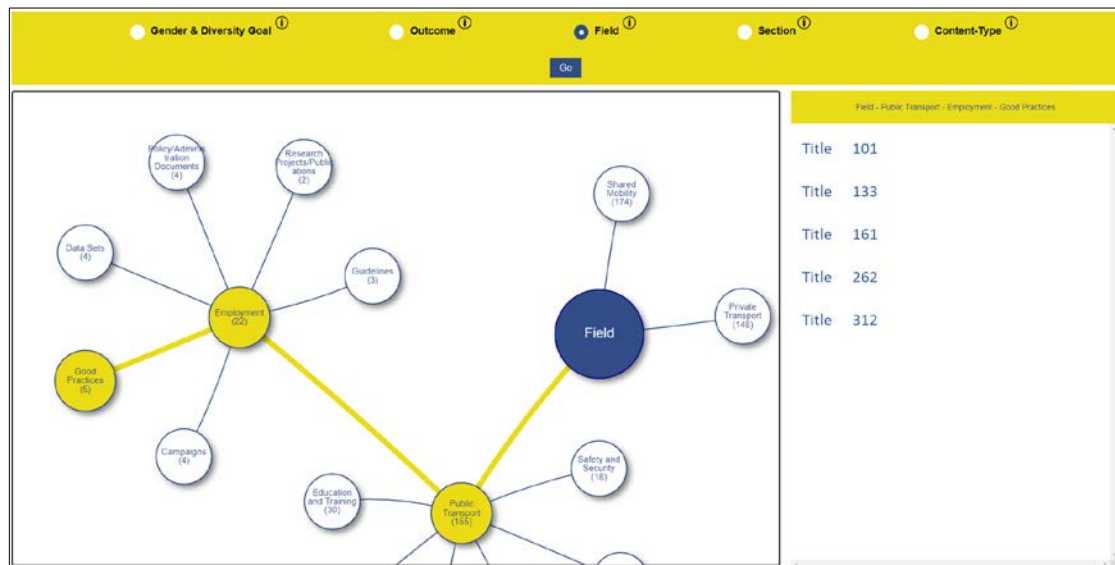 Gender & Diversity Goal
Outcome
Field
Section
Content-Type
Go
Field - Public Transport - Employment - Good Practices
Title 101
Title 133
Title 161
Title 262
Title 312
Policy/Adminis
tration
Documents
(4)
Research
Projects/Public
ations
(2)
Data Sets
(4)
Guidelines
(3)
Employment
(22)
Good
Practices
(5)
Campaigns
(4)
Shared
Mobility
(174)
Private
Transport
(148)
Field
Safety and
Security
(18)
Education
and Training
(30)
Public
Transport
(155)